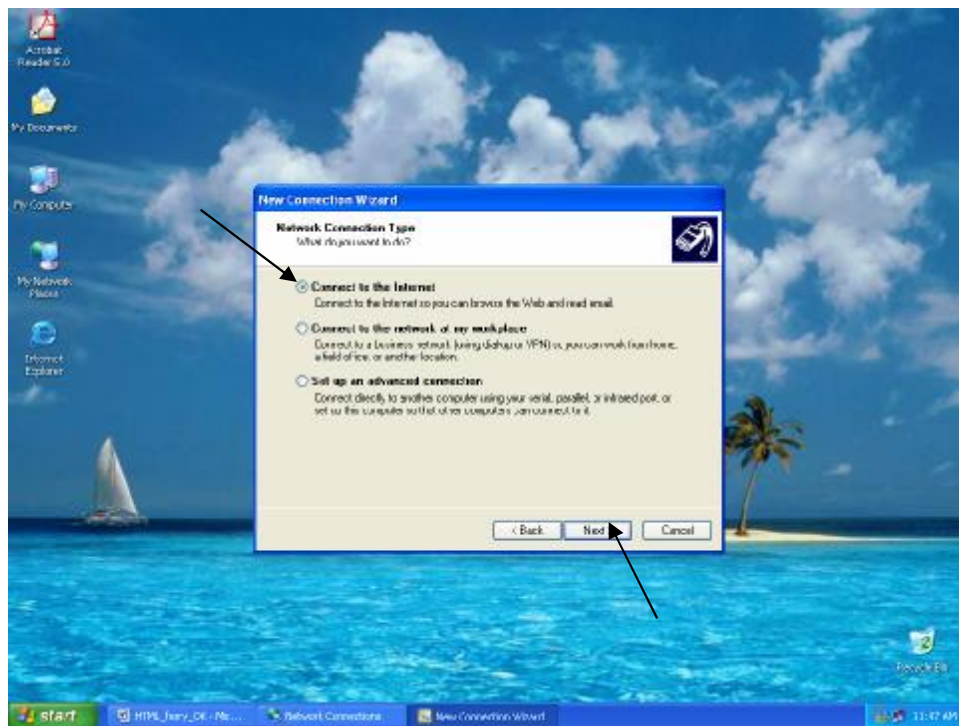 Acrobat
Reader 5.0
My Documents
My Computer
My Network
Places
Internet
Explorer
New Connection Wizard
Network Connection Type
What do you want to do?
Connect to the Internet
Connect to the Internet so you can browse the Web and read email.
Connect to the network at my workplace
Connect to a business network (using dialup or VPN) so you can work from home,
a field office, or another location.
Set up an advanced connection
Connect directly to another computer using your serial, parallel, or infrared port, or
set up this computer so that other computers can connect to it.
< Back
Next
Cancel
Recycle Bin
start
Network Connections
New Connection Wizard
11:47 AM